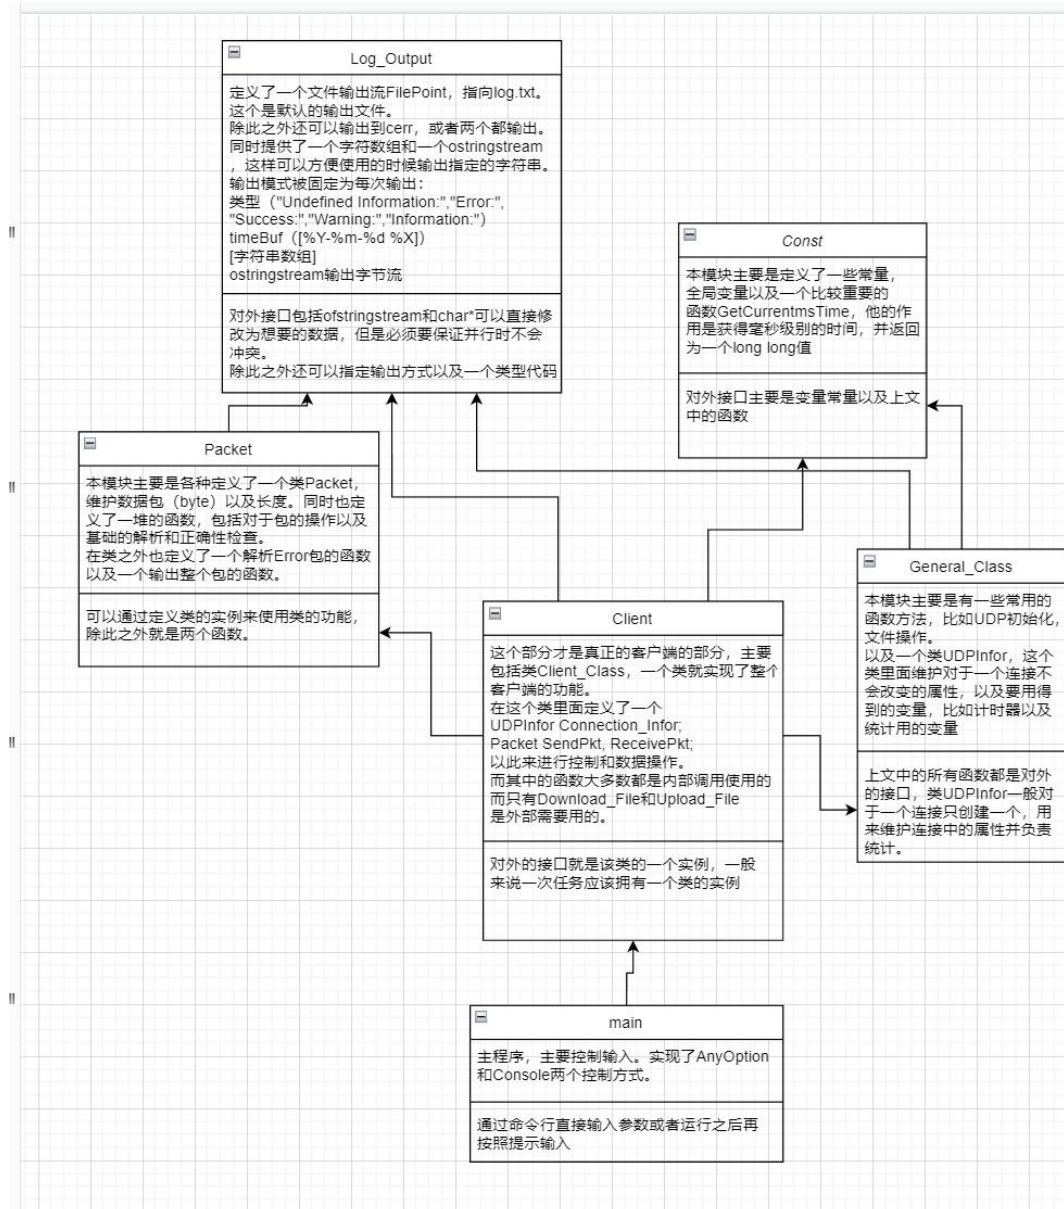 Log_Output
定义了一个文件输出流FilePoint，指向log.txt。
这个是默认的输出文件。
除此之外还可以输出到cerr，或者两个都输出。
同时提供了一个字符数组和一个ostringstream
，这样可以方便使用的时候输出指定的字符串。
输出模式被固定为每次输出：
类型（"Undefined Information:","Error:",
"Success:","Warning:","Information:"）
timeBuf（[%Y-%m-%d %X]）
[字符串数组]
ostringstream输出字节流
对外接口包括ofstringstream和char*可以直接修
改为想要的数据，但是必须要保证并行时不会
冲突。
除此之外还可以指定输出方式以及一个类型代码
Const
本模块主要是定义了一些常量，
全局变量以及一个比较重要的
函数GetCurrentmsTime，他的作
用是获得毫秒级别的时间，并返回
为一个long long值
对外接口主要是变量常量以及上文
中的函数
Packet
本模块主要是各种定义了一个类Packet，
维护数据包（byte）以及长度。同时也定
义了一堆的函数，包括对于包的操作以及
基础的解析和正确性检查。
在类之外也定义了一个解析Error包的函数
以及一个输出整个包的函数。
可以通过定义类的实例来使用类的功能，
除此之外就是两个函数。
General_Class
本模块主要是有一些常用的
函数方法，比如UDP初始化，
文件操作。
以及一个类UDPInfor，这个
类里面维护对于一个连接不
会改变的属性，以及要用得
到的变量，比如计时器以及
统计用的变量
上文中的所有函数都是对外
的接口，类UDPInfor一般对
于一个连接只创建一个，用
来维护连接中的属性并负责
统计。
Client
这个部分才是真正的客户端的部分，主要
包括类Client_Class，一个类就实现了整个
客户端的功能。
在这个类里面定义了一个
UDPInfor Connection_Infor;
Packet SendPkt, ReceivePkt;
以此来进行控制和数据操作。
而其中的函数大多数都是内部调用使用的
而只有Download_File和Upload_File
是外部需要用的。
对外的接口就是该类的一个实例，一般
来说一次任务应该拥有一个类的实例
main
主程序，主要控制输入。实现了AnyOption
和Console两个控制方式。
通过命令行直接输入参数或者运行之后再
按照提示输入